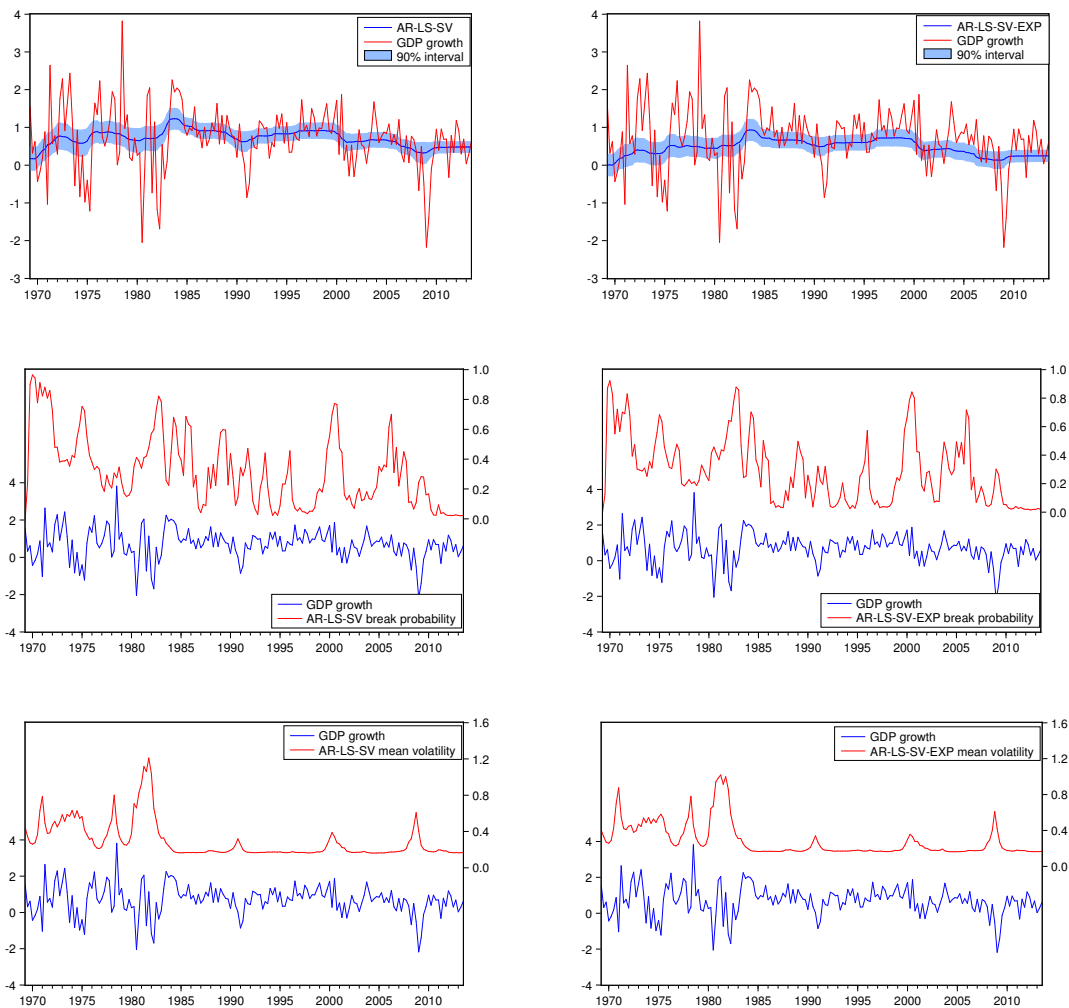 4
3
2
1
0
1
-2
-3
AR-LS-SV
GDP growth
90% interval
1970 1975 1980 1985 1990 1995 2000 2005 2010
4
3
2
1
0
1
-2
-3
AR-LS-SV-EXP
GDP growth
90% interval
1970 1975 1980 1985 1990 1995 2000 2005 2010
1.0
0.8
0.6
0.4
0.2
0.0
4
2
0
-2
-4
GDP growth
AR-LS-SV break probability
1970 1975 1980 1985 1990 1995 2000 2005 2010
1.0
0.8
0.6
0.4
0.2
0.0
4
2
0
-2
-4
GDP growth
AR-LS-SV-EXP break probability
1970 1975 1980 1985 1990 1995 2000 2005 2010
1.6
1.2
0.8
0.4
0.0
4
2
0
-2
-4
GDP growth
AR-LS-SV mean volatility
1970 1975 1980 1985 1990 1995 2000 2005 2010
1.6
1.2
0.8
0.4
0.0
4
2
0
-2
-4
GDP growth
AR-LS-SV-EXP mean volatility
1970 1975 1980 1985 1990 1995 2000 2005 2010